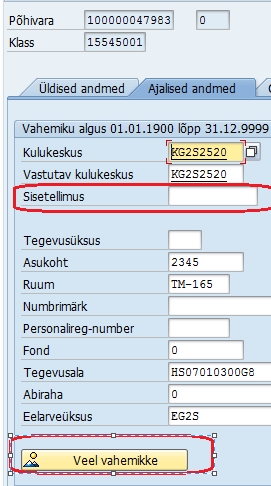 Põhivara 100000047983 0
Klass 15545001
Üldised andmed Ajalised andmed
Vahemiku algus 01.01.1900 lõpp 31.12.9999
Kulukeskus KG2S2520
Vastutav kulukeskus KG2S2520
Sisetellimus
Tegevusüksus
Asukoht 2345
Ruum TM-165
Numbrimärk
Personalireg-number
Fond 0
Tegevusala HS07010300G8
Abiraha 0
Eelarveüksus EG2S
Veel vahemikke